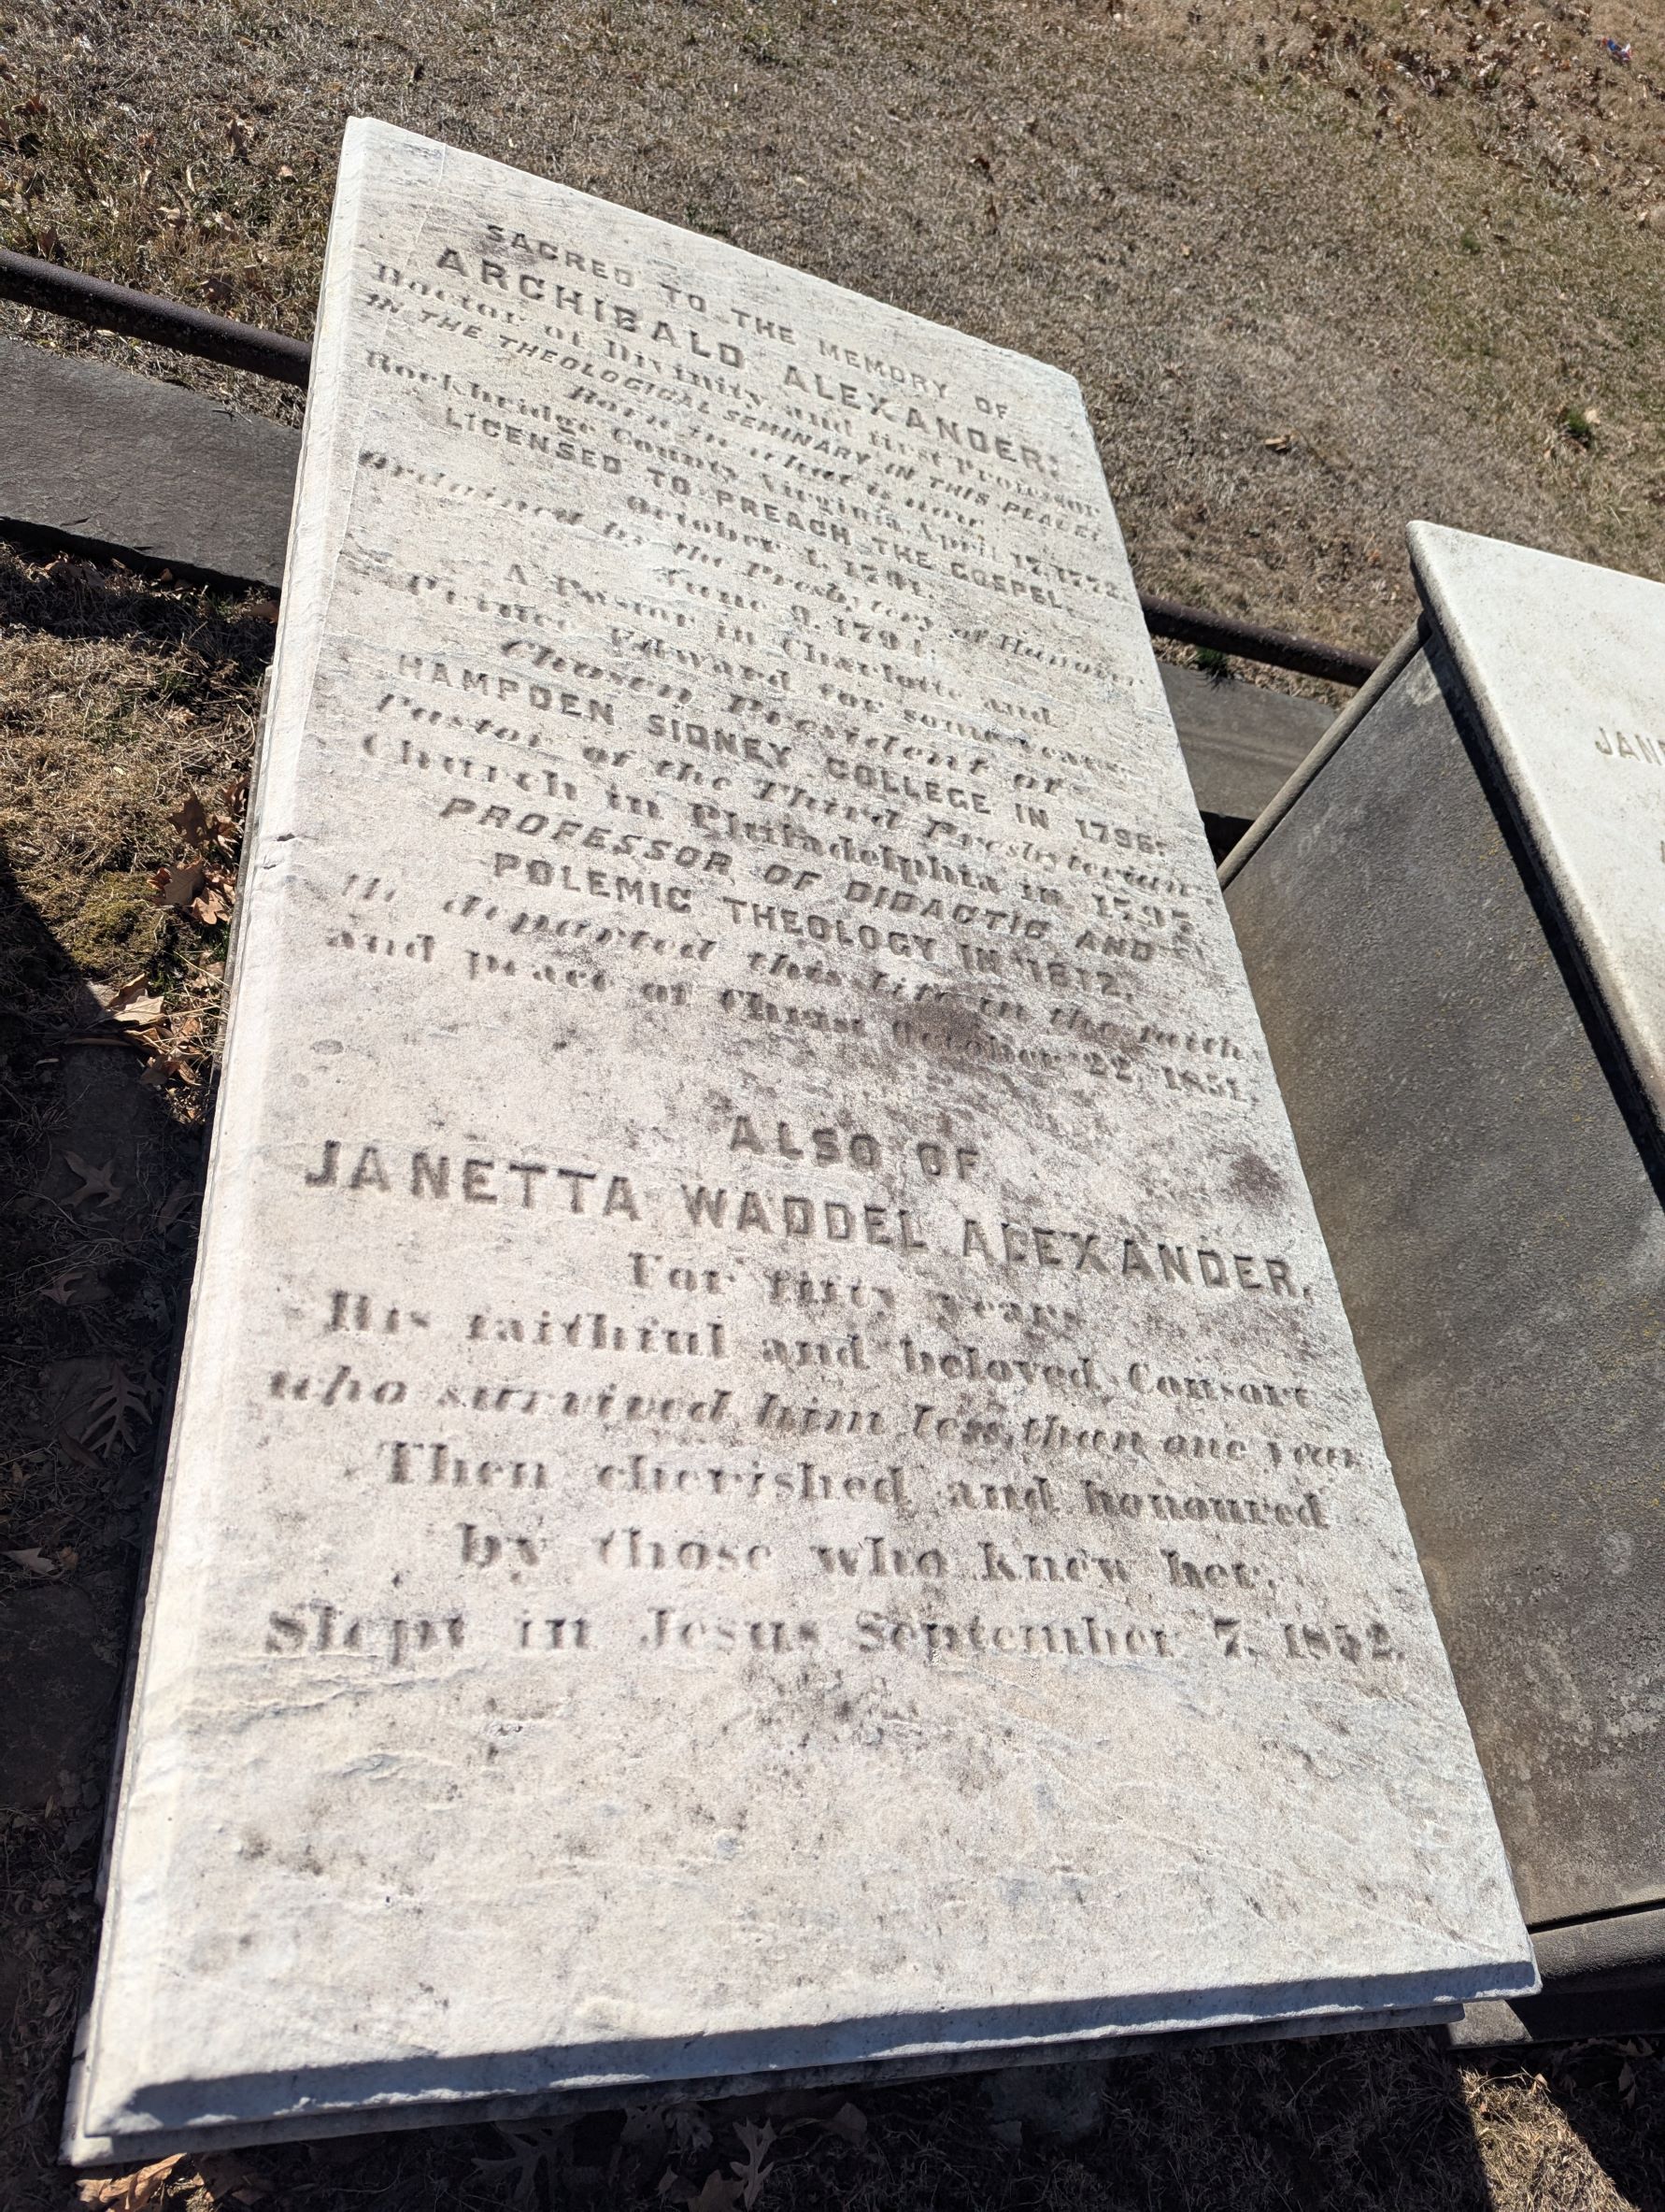 SACRED TO THE MEMORY OF
ARCHIBALD ALEXANDER:
Doctor of Divinity and first Professor
IN THE THEOLOGICAL SEMINARY IN THIS PLACE:
Born in what is now
Rockbridge County Virginia, April 17, 1772.
LICENSED TO PREACH THE GOSPEL.
October 1, 1791.
Ordained by the Presbytery of Hanover
June 9, 1794:
A Pastor in Charlotte and
Prince Edward for some years.
Chosen President of
HAMPDEN SIDNEY COLLEGE IN 1796:
Pastor of the Third Presbyterian
Church in Philadelphia in
PROFESSOR OF DIDACTIC AND
POLEMIC THEOLOGY IN 1812.
He departed this life in the faith
and peace of Christ October 22, 1851.
ALSO OF
JANETTA WADDEL ALEXANDER,
For fifty years
His faithful and beloved Consort
who survived him less than one year
Then cherished and honoured
by those who knew her,
Slept in Jesus September 7, 1852.
JAN